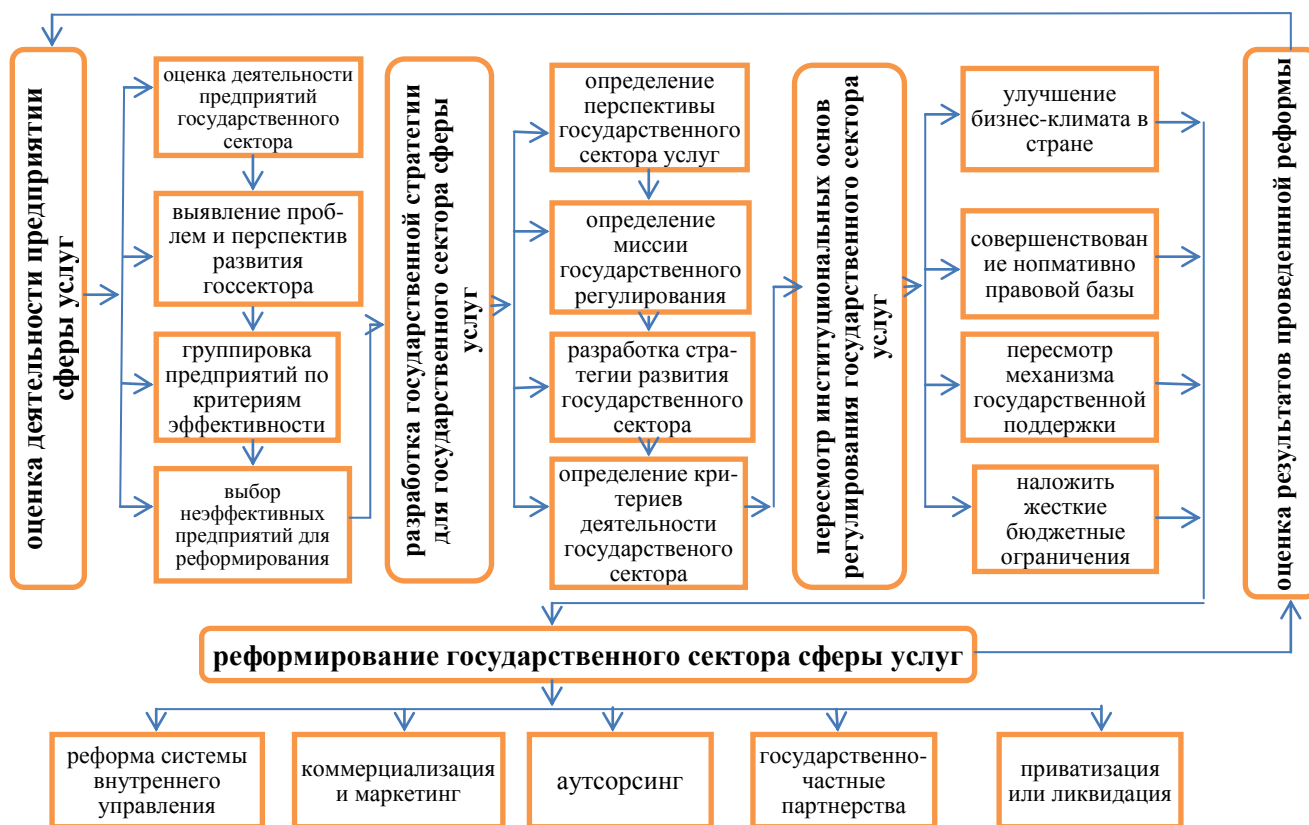 оценка деятельности предприятии
сферы услуг
оценка деятельности
предприятий
государственного
сектора
выявление проб-
лем и перспектив
развития
госсектора
группировка
предприятий по
критериям
эффективности
выбор
неэффективных
предприятий для
реформирования
разработка государственной стратегии
для государственного сектора сферы
услуг
определение
перспективы
государственного
сектора услуг
определение
миссии
государственного
регулирования
разработка стра-
тегии развития
государственного
сектора
определение кри-
териев
деятельности
государственого
сектора
пересмотр институциональных основ
регулирования государственного сектора
услуг
улучшение
бизнес-климата в
стране
совершенствован
ие нопмативно
правовой базы
пересмотр
механизма
государственной
поддержки
наложить
жесткие
бюджетные
ограничения
оценка результатов проведенной реформы
реформирование государственного сектора сферы услуг
реформа системы
внутреннего
управления
коммерциализация
и маркетинг
аутсорсинг
государственно-
частные
партнерства
приватизация
или ликвидация